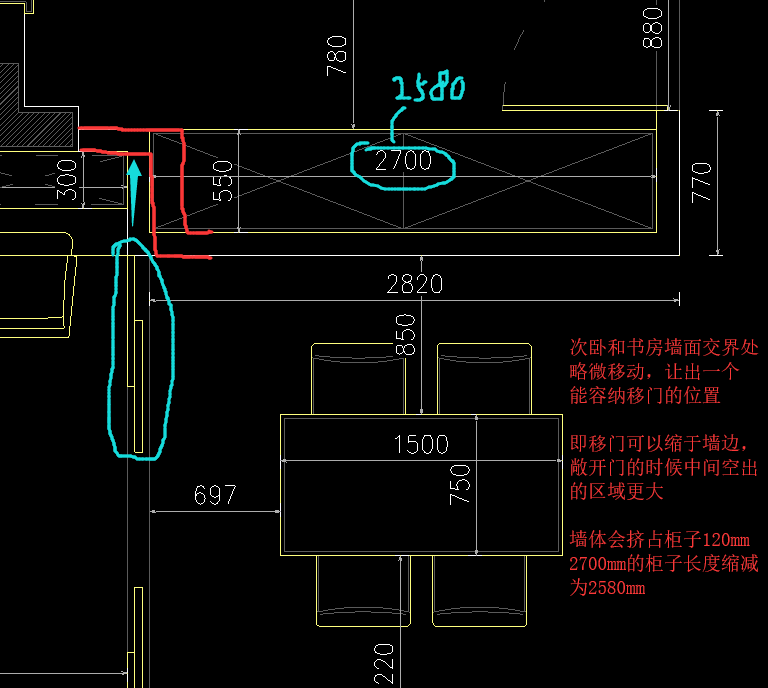 780
880
2580
2700
300
550
770
2820
850
次卧和书房墙面交界处
略微移动，让出一个
能容纳移门的位置
即移门可以缩于墙边，
敞开门的时候中间空出
的区域更大
墙体会挤占柜子120mm
2700mm的柜子长度缩减
为2580mm
1500
750
697
220